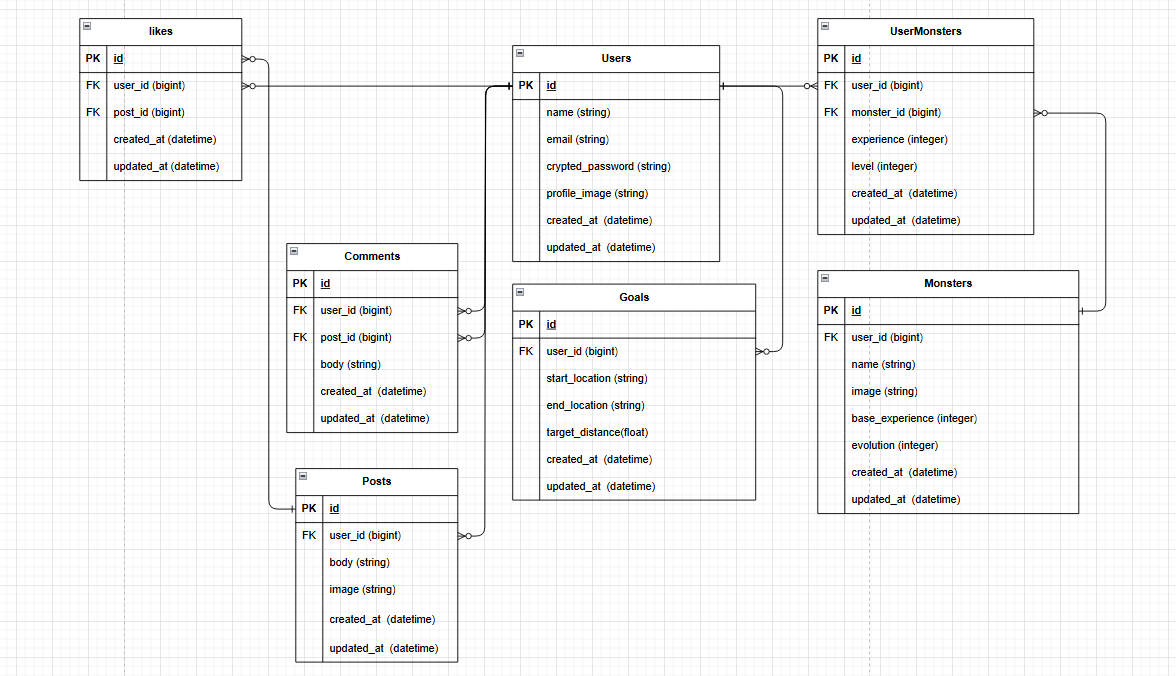 likes
PK id
FK user_id (bigint)
FK post_id (bigint)
created_at (datetime)
updated_at (datetime)
Users
PK id
name (string)
email (string)
crypted_password (string)
profile_image (string)
created_at (datetime)
updated_at (datetime)
UserMonsters
PK id
FK user_id (bigint)
FK monster_id (bigint)
experience (integer)
level (integer)
created_at (datetime)
updated_at (datetime)
Comments
PK id
FK user_id (bigint)
FK post_id (bigint)
body (string)
created_at (datetime)
updated_at (datetime)
Goals
PK id
FK user_id (bigint)
start_location (string)
end_location (string)
target_distance(float)
created_at (datetime)
updated_at (datetime)
Monsters
PK id
FK user_id (bigint)
name (string)
image (string)
base_experience (integer)
evolution (integer)
created_at (datetime)
updated_at (datetime)
Posts
PK id
FK user_id (bigint)
body (string)
image (string)
created_at (datetime)
updated_at (datetime)